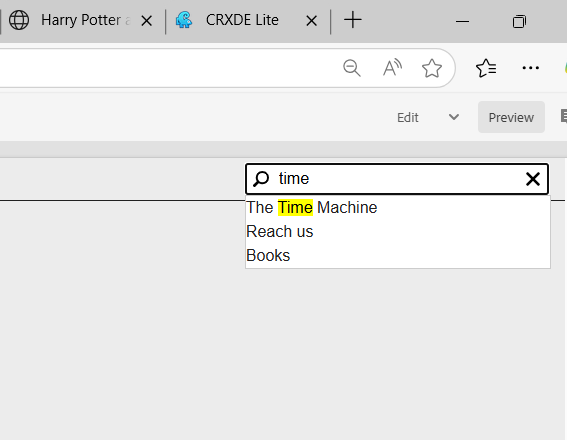 Harry Potter a
CRXDE Lite
Edit
Preview
time
The Time Machine
Reach us
Books